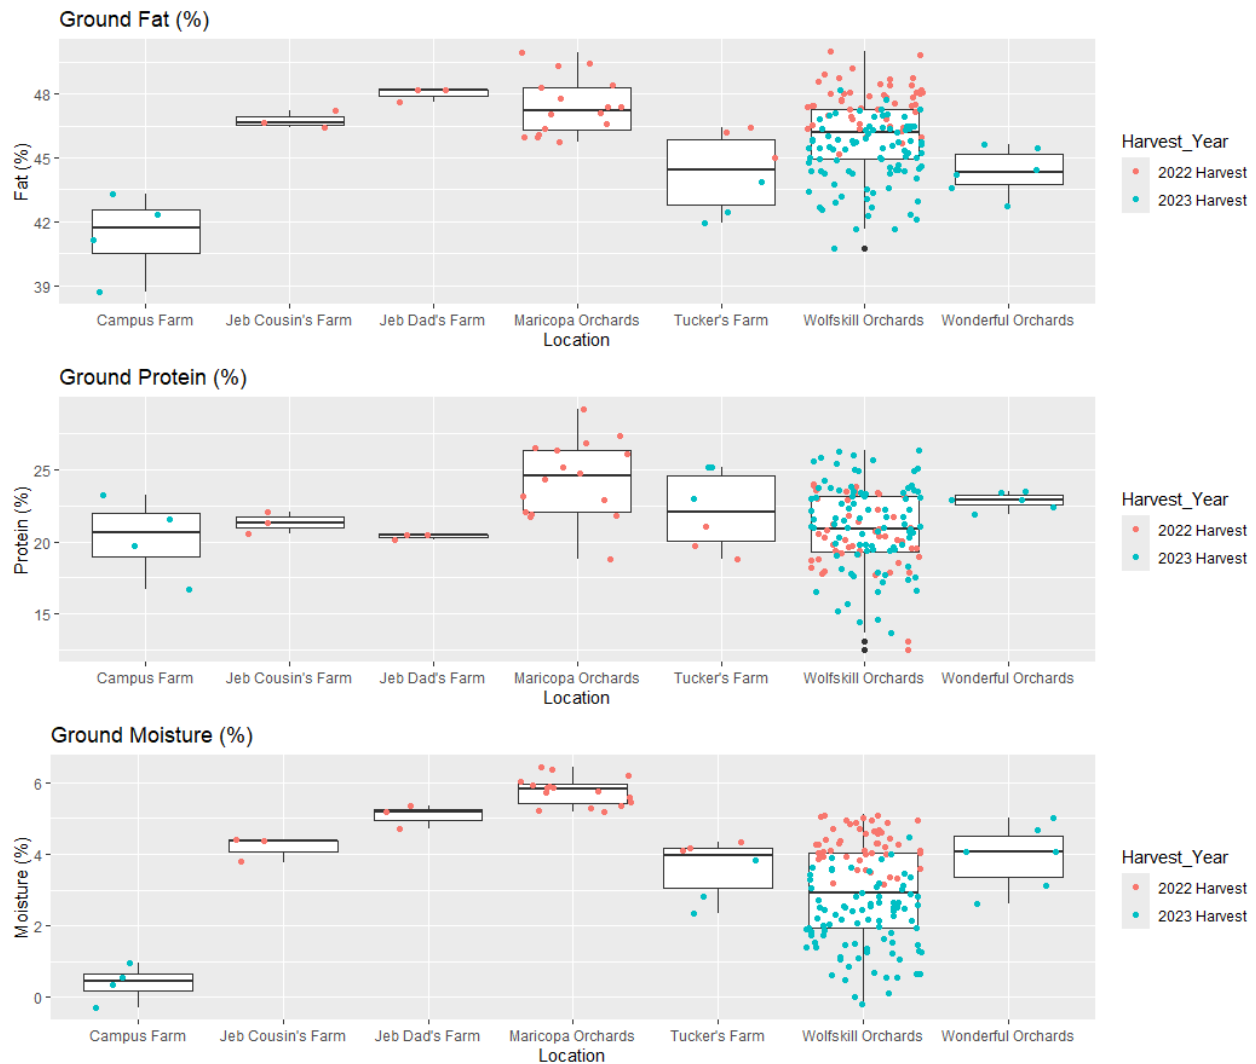 Ground Fat (%)
Fat (%)
48
45
42
39
Campus Farm Jeb Cousin's Farm Jeb Dad's Farm Maricopa Orchards Tucker's Farm Wolfskill Orchards Wonderful Orchards
Location
Harvest_Year
2022 Harvest
2023 Harvest
Ground Protein (%)
Protein (%)
25
20
15
Campus Farm Jeb Cousin's Farm Jeb Dad's Farm Maricopa Orchards Tucker's Farm Wolfskill Orchards Wonderful Orchards
Location
Harvest_Year
2022 Harvest
2023 Harvest
Ground Moisture (%)
Moisture (%)
6
4
2
0
Campus Farm Jeb Cousin's Farm Jeb Dad's Farm Maricopa Orchards Tucker's Farm Wolfskill Orchards Wonderful Orchards
Location
Harvest_Year
2022 Harvest
2023 Harvest